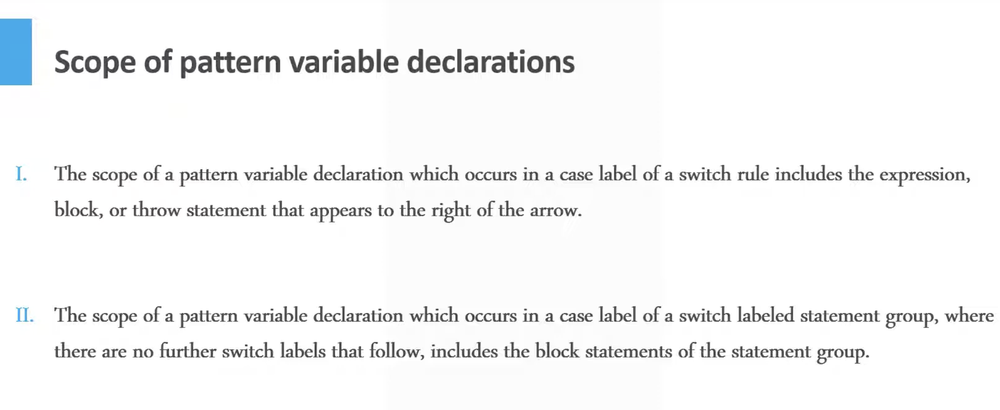 Scope of pattern variable declarations
I. The scope of a pattern variable declaration which occurs in a case label of a switch rule includes the expression,
block, or throw statement that appears to the right of the arrow.
II. The scope of a pattern variable declaration which occurs in a case label of a switch labeled statement group, where
there are no further switch labels that follow, includes the block statements of the statement group.